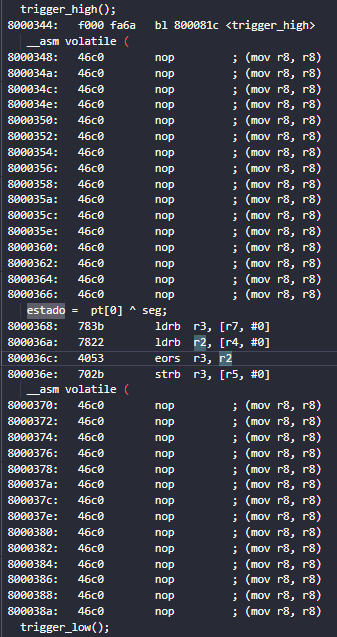 trigger_high();
8000344:	f000 fa6a	bl 800081c <trigger_high>
__asm volatile (
8000348:	46c0	nop	; (mov r8, r8)
800034a:	46c0	nop	; (mov r8, r8)
800034c:	46c0	nop	; (mov r8, r8)
800034e:	46c0	nop	; (mov r8, r8)
8000350:	46c0	nop	; (mov r8, r8)
8000352:	46c0	nop	; (mov r8, r8)
8000354:	46c0	nop	; (mov r8, r8)
8000356:	46c0	nop	; (mov r8, r8)
8000358:	46c0	nop	; (mov r8, r8)
800035a:	46c0	nop	; (mov r8, r8)
800035c:	46c0	nop	; (mov r8, r8)
800035e:	46c0	nop	; (mov r8, r8)
8000360:	46c0	nop	; (mov r8, r8)
8000362:	46c0	nop	; (mov r8, r8)
8000364:	46c0	nop	; (mov r8, r8)
8000366:	46c0	nop	; (mov r8, r8)
estado =  pt[0] ^ seg;
8000368:	783b	ldrb r3, [r7, #0]
800036a:	7822	ldrb r2, [r4, #0]
800036c:	4053	eors r3, r2
800036e:	702b	strb r3, [r5, #0]
__asm volatile (
8000370:	46c0	nop	; (mov r8, r8)
8000372:	46c0	nop	; (mov r8, r8)
8000374:	46c0	nop	; (mov r8, r8)
8000376:	46c0	nop	; (mov r8, r8)
8000378:	46c0	nop	; (mov r8, r8)
800037a:	46c0	nop	; (mov r8, r8)
800037c:	46c0	nop	; (mov r8, r8)
800037e:	46c0	nop	; (mov r8, r8)
8000380:	46c0	nop	; (mov r8, r8)
8000382:	46c0	nop	; (mov r8, r8)
8000384:	46c0	nop	; (mov r8, r8)
8000386:	46c0	nop	; (mov r8, r8)
8000388:	46c0	nop	; (mov r8, r8)
800038a:	46c0	nop	; (mov r8, r8)
trigger_low();